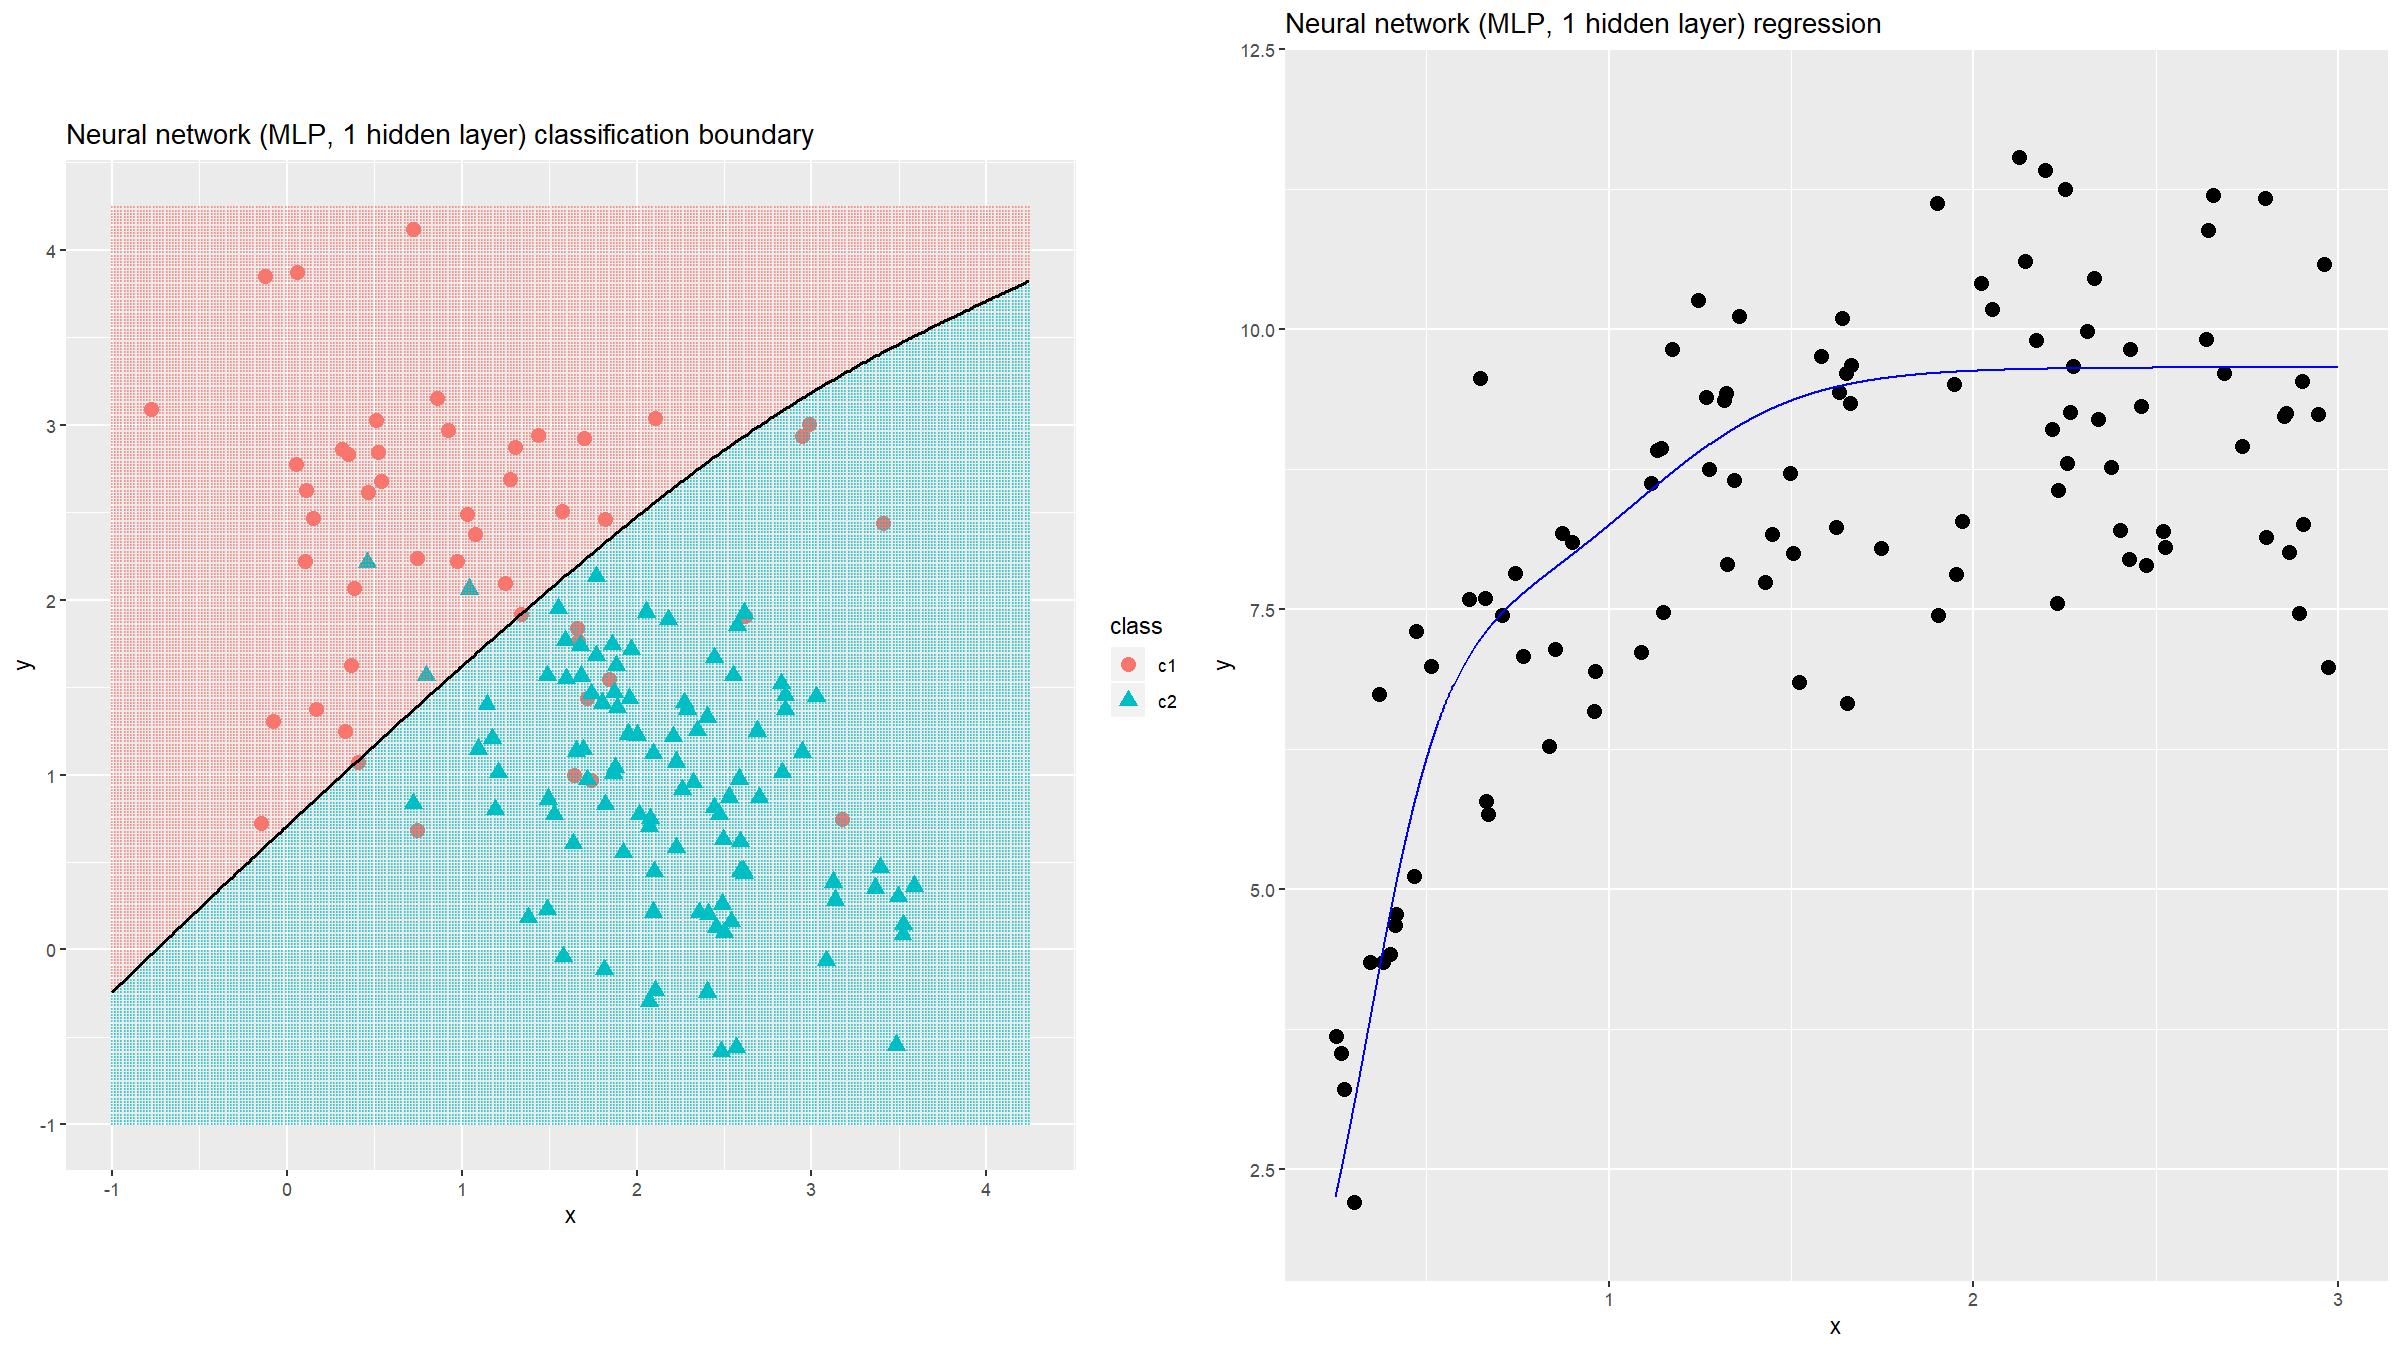 Neural network (MLP, 1 hidden layer) classification boundary
4
3
2
1
0
-1
y
-1 0 1 2 3 4
x
class
c1
c2
Neural network (MLP, 1 hidden layer) regression
12.5
10.0
7.5
5.0
2.5
y
1 2 3
x